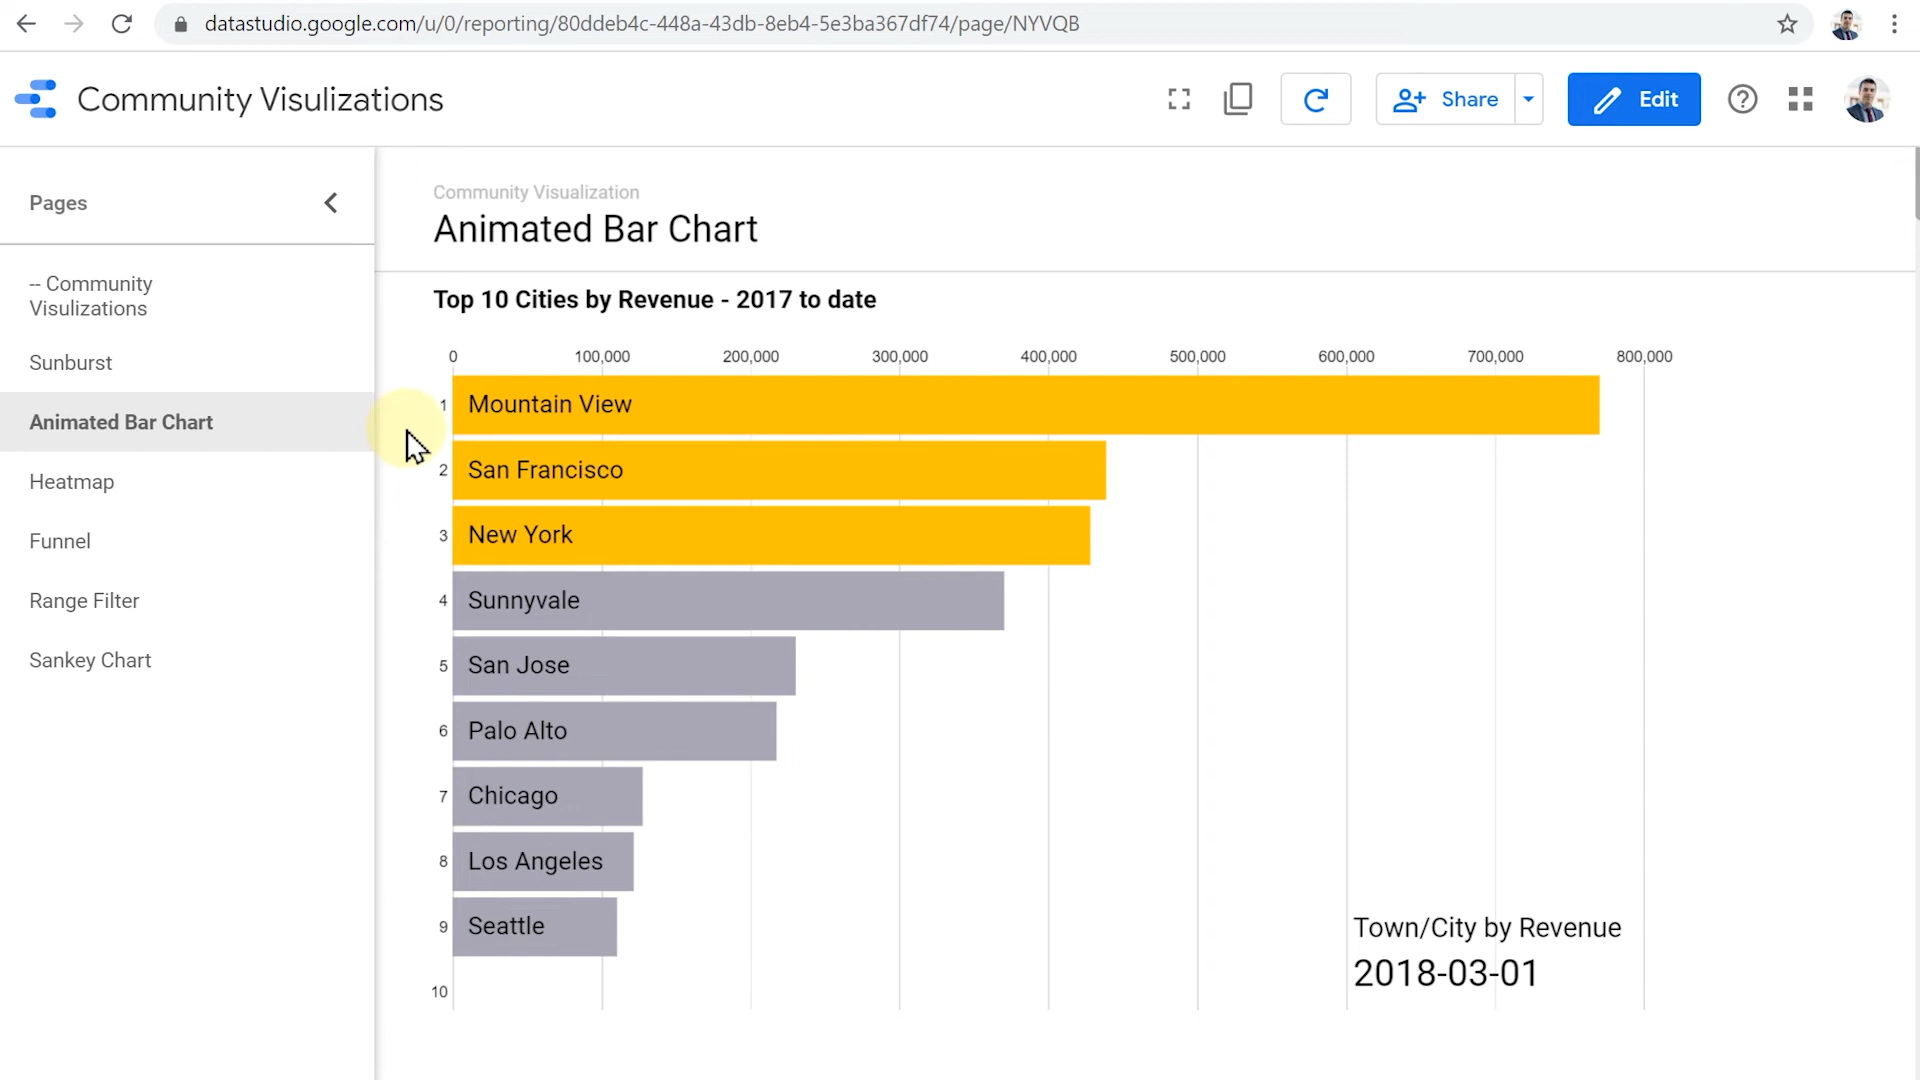 datastudio.google.com/u/0/reporting/80ddeb4c-448a-43db-8eb4-5e3ba367df74/page/NYVQB
Community Visulizations
Share
Edit
Pages
-- Community
Visulizations
Sunburst
Animated Bar Chart
Heatmap
Funnel
Range Filter
Sankey Chart
Community Visualization
Animated Bar Chart
Top 10 Cities by Revenue - 2017 to date
0 100,000 200,000 300,000 400,000 500,000 600,000 700,000 800,000
1 Mountain View
2 San Francisco
3 New York
4 Sunnyvale
5 San Jose
6 Palo Alto
7 Chicago
8 Los Angeles
9 Seattle
10
Town/City by Revenue
2018-03-01